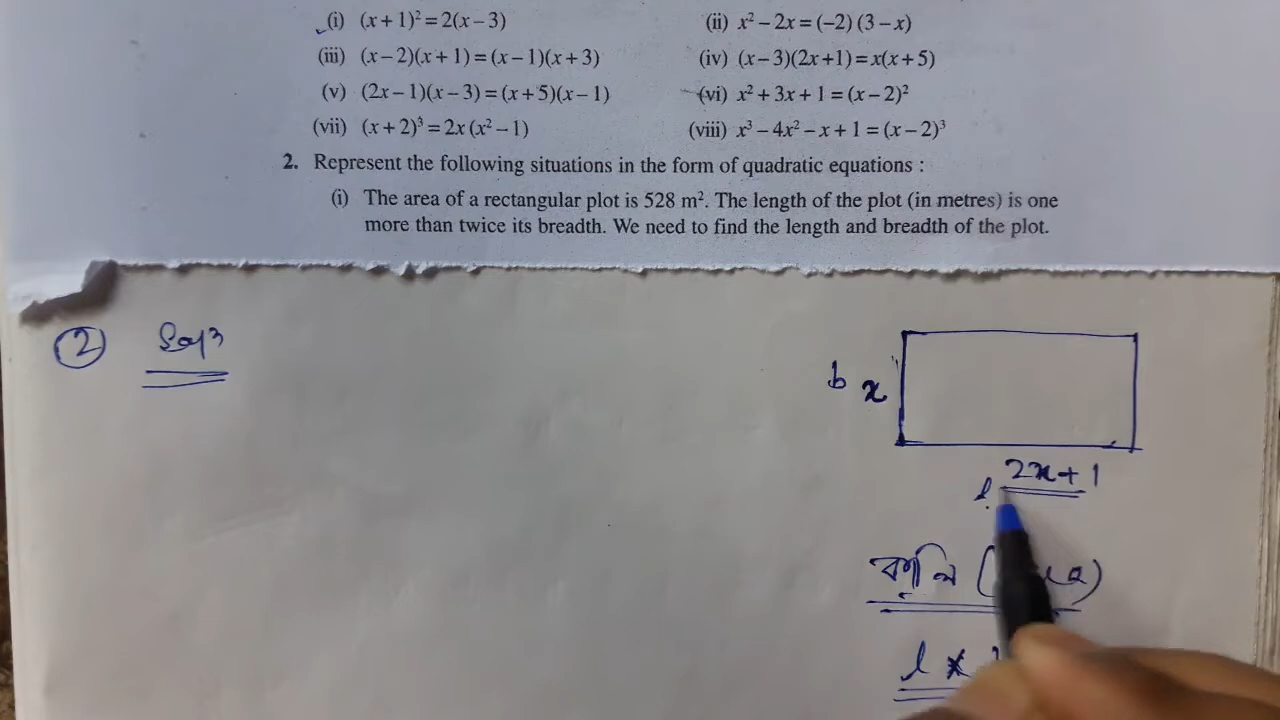 (i) (x + 1)² = 2(x – 3) (ii) x² – 2x = (–2) (3 – x)
(iii) (x – 2)(x + 1) = (x – 1)(x + 3) (iv) (x – 3)(2x + 1) = x(x + 5)
(v) (2x – 1)(x – 3) = (x + 5)(x – 1) (vi) x² + 3x + 1 = (x – 2)²
(vii) (x + 2)³ = 2x (x² – 1) (viii) x³ – 4x² – x + 1 = (x – 2)³
2. Represent the following situations in the form of quadratic equations :
(i) The area of a rectangular plot is 528 m². The length of the plot (in metres) is one
more than twice its breadth. We need to find the length and breadth of the plot.
2
b x
l 2x + 1
l ×